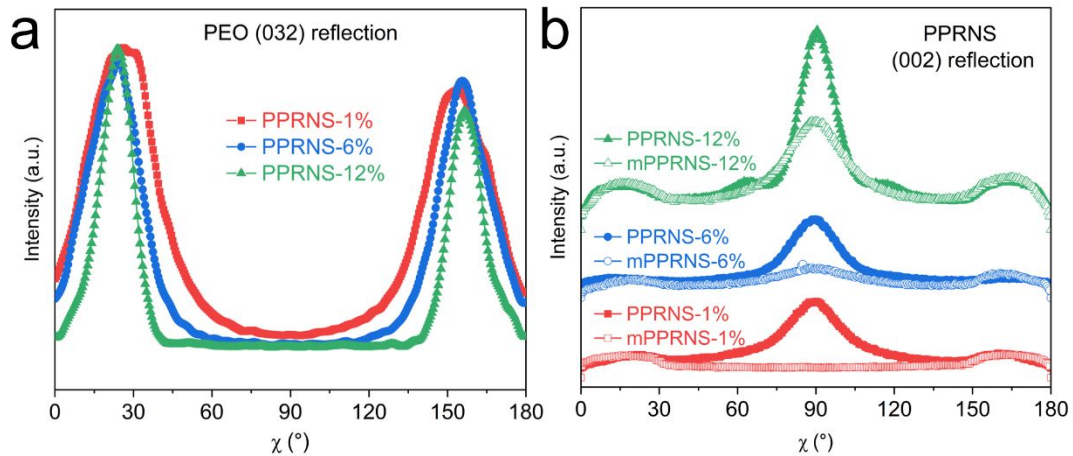 a
PEO (032) reflection
PPRNS-1%
PPRNS-6%
PPRNS-12%
Intensity (a.u.)
0 30 60 90 120 150 180
χ (°)
b
PPRNS
(002) reflection
PPRNS-12%
mPPRNS-12%
PPRNS-6%
mPPRNS-6%
PPRNS-1%
mPPRNS-1%
Intensity (a.u.)
0 30 60 90 120 150 180
χ (°)